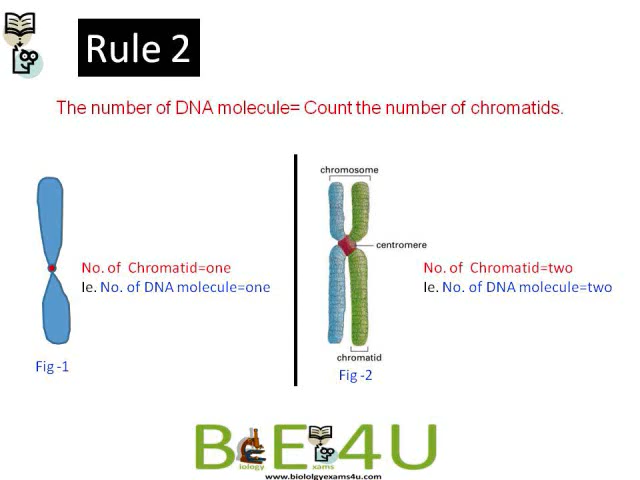 Rule 2
The number of DNA molecule= Count the number of chromatids.
chromosome
centromere
No. of Chromatid=one
Ie. No. of DNA molecule=one
No. of Chromatid=two
Ie. No. of DNA molecule=two
chromatid
Fig -1
Fig -2
B E 4U
iology xams
www.biololgyexams4u.com